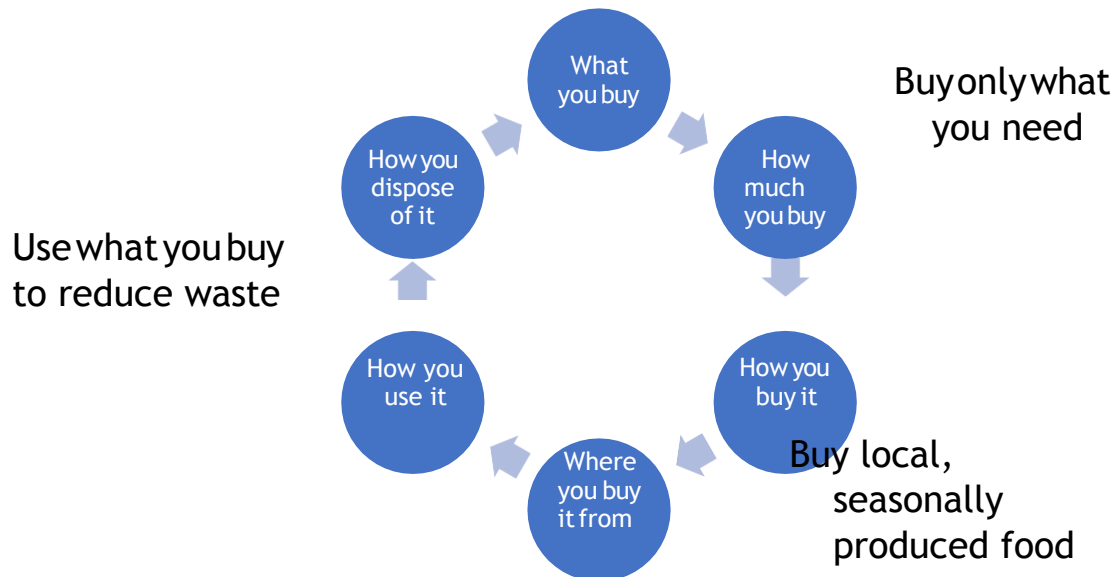 What
you buy
Buy only what
you need
How
much
you buy
How you
dispose
of it
Use what you buy
to reduce waste
How you
use it
How you
buy it
Where
you buy
it from
Buy local,
seasonally
produced food